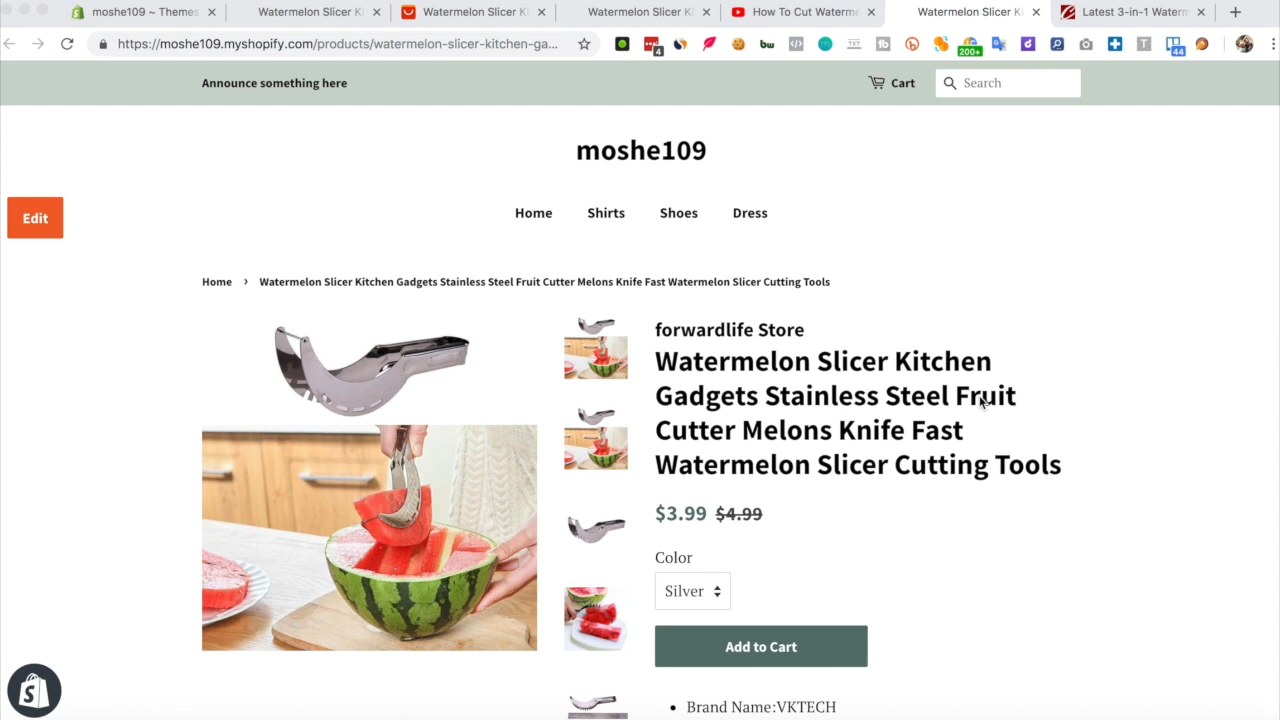 moshe109 ~ Themes
Watermelon Slicer Ki
Watermelon Slicer Ki
Watermelon Slicer Ki
How To Cut Waterme
Watermelon Slicer Ki
Latest 3-in-1 Waterm
https://moshe109.myshopify.com/products/watermelon-slicer-kitchen-ga...
4
bw
TXT
fb
200+
d
T
44
Announce something here
Cart
Search
moshe109
Edit
Home
Shirts
Shoes
Dress
Home › Watermelon Slicer Kitchen Gadgets Stainless Steel Fruit Cutter Melons Knife Fast Watermelon Slicer Cutting Tools
forwardlife Store
Watermelon Slicer Kitchen
Gadgets Stainless Steel Fruit
Cutter Melons Knife Fast
Watermelon Slicer Cutting Tools
$3.99 $4.99
Color
Silver
Add to Cart
• Brand Name:VKTECH